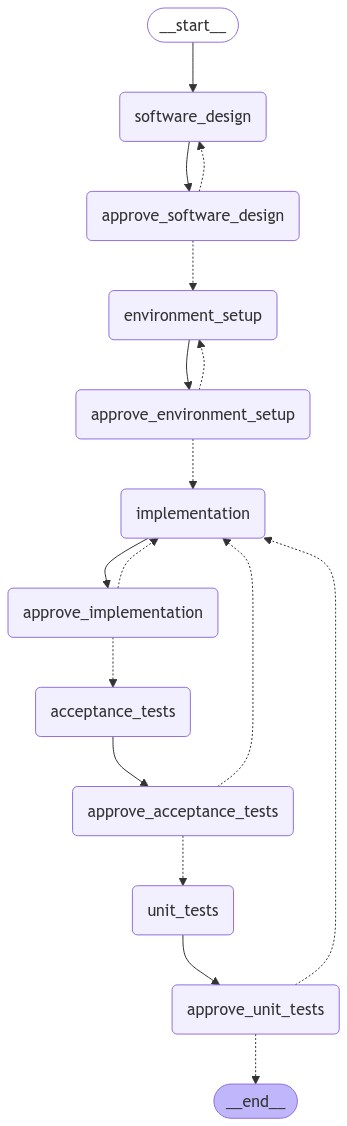 __start__
software_design
approve_software_design
environment_setup
approve_environment_setup
implementation
approve_implementation
acceptance_tests
approve_acceptance_tests
unit_tests
approve_unit_tests
__end__